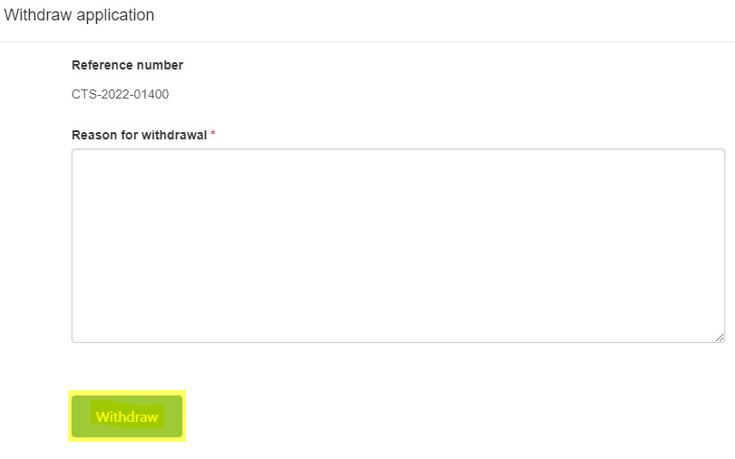 Withdraw application
Reference number
CTS-2022-01400
Reason for withdrawal *
Withdraw